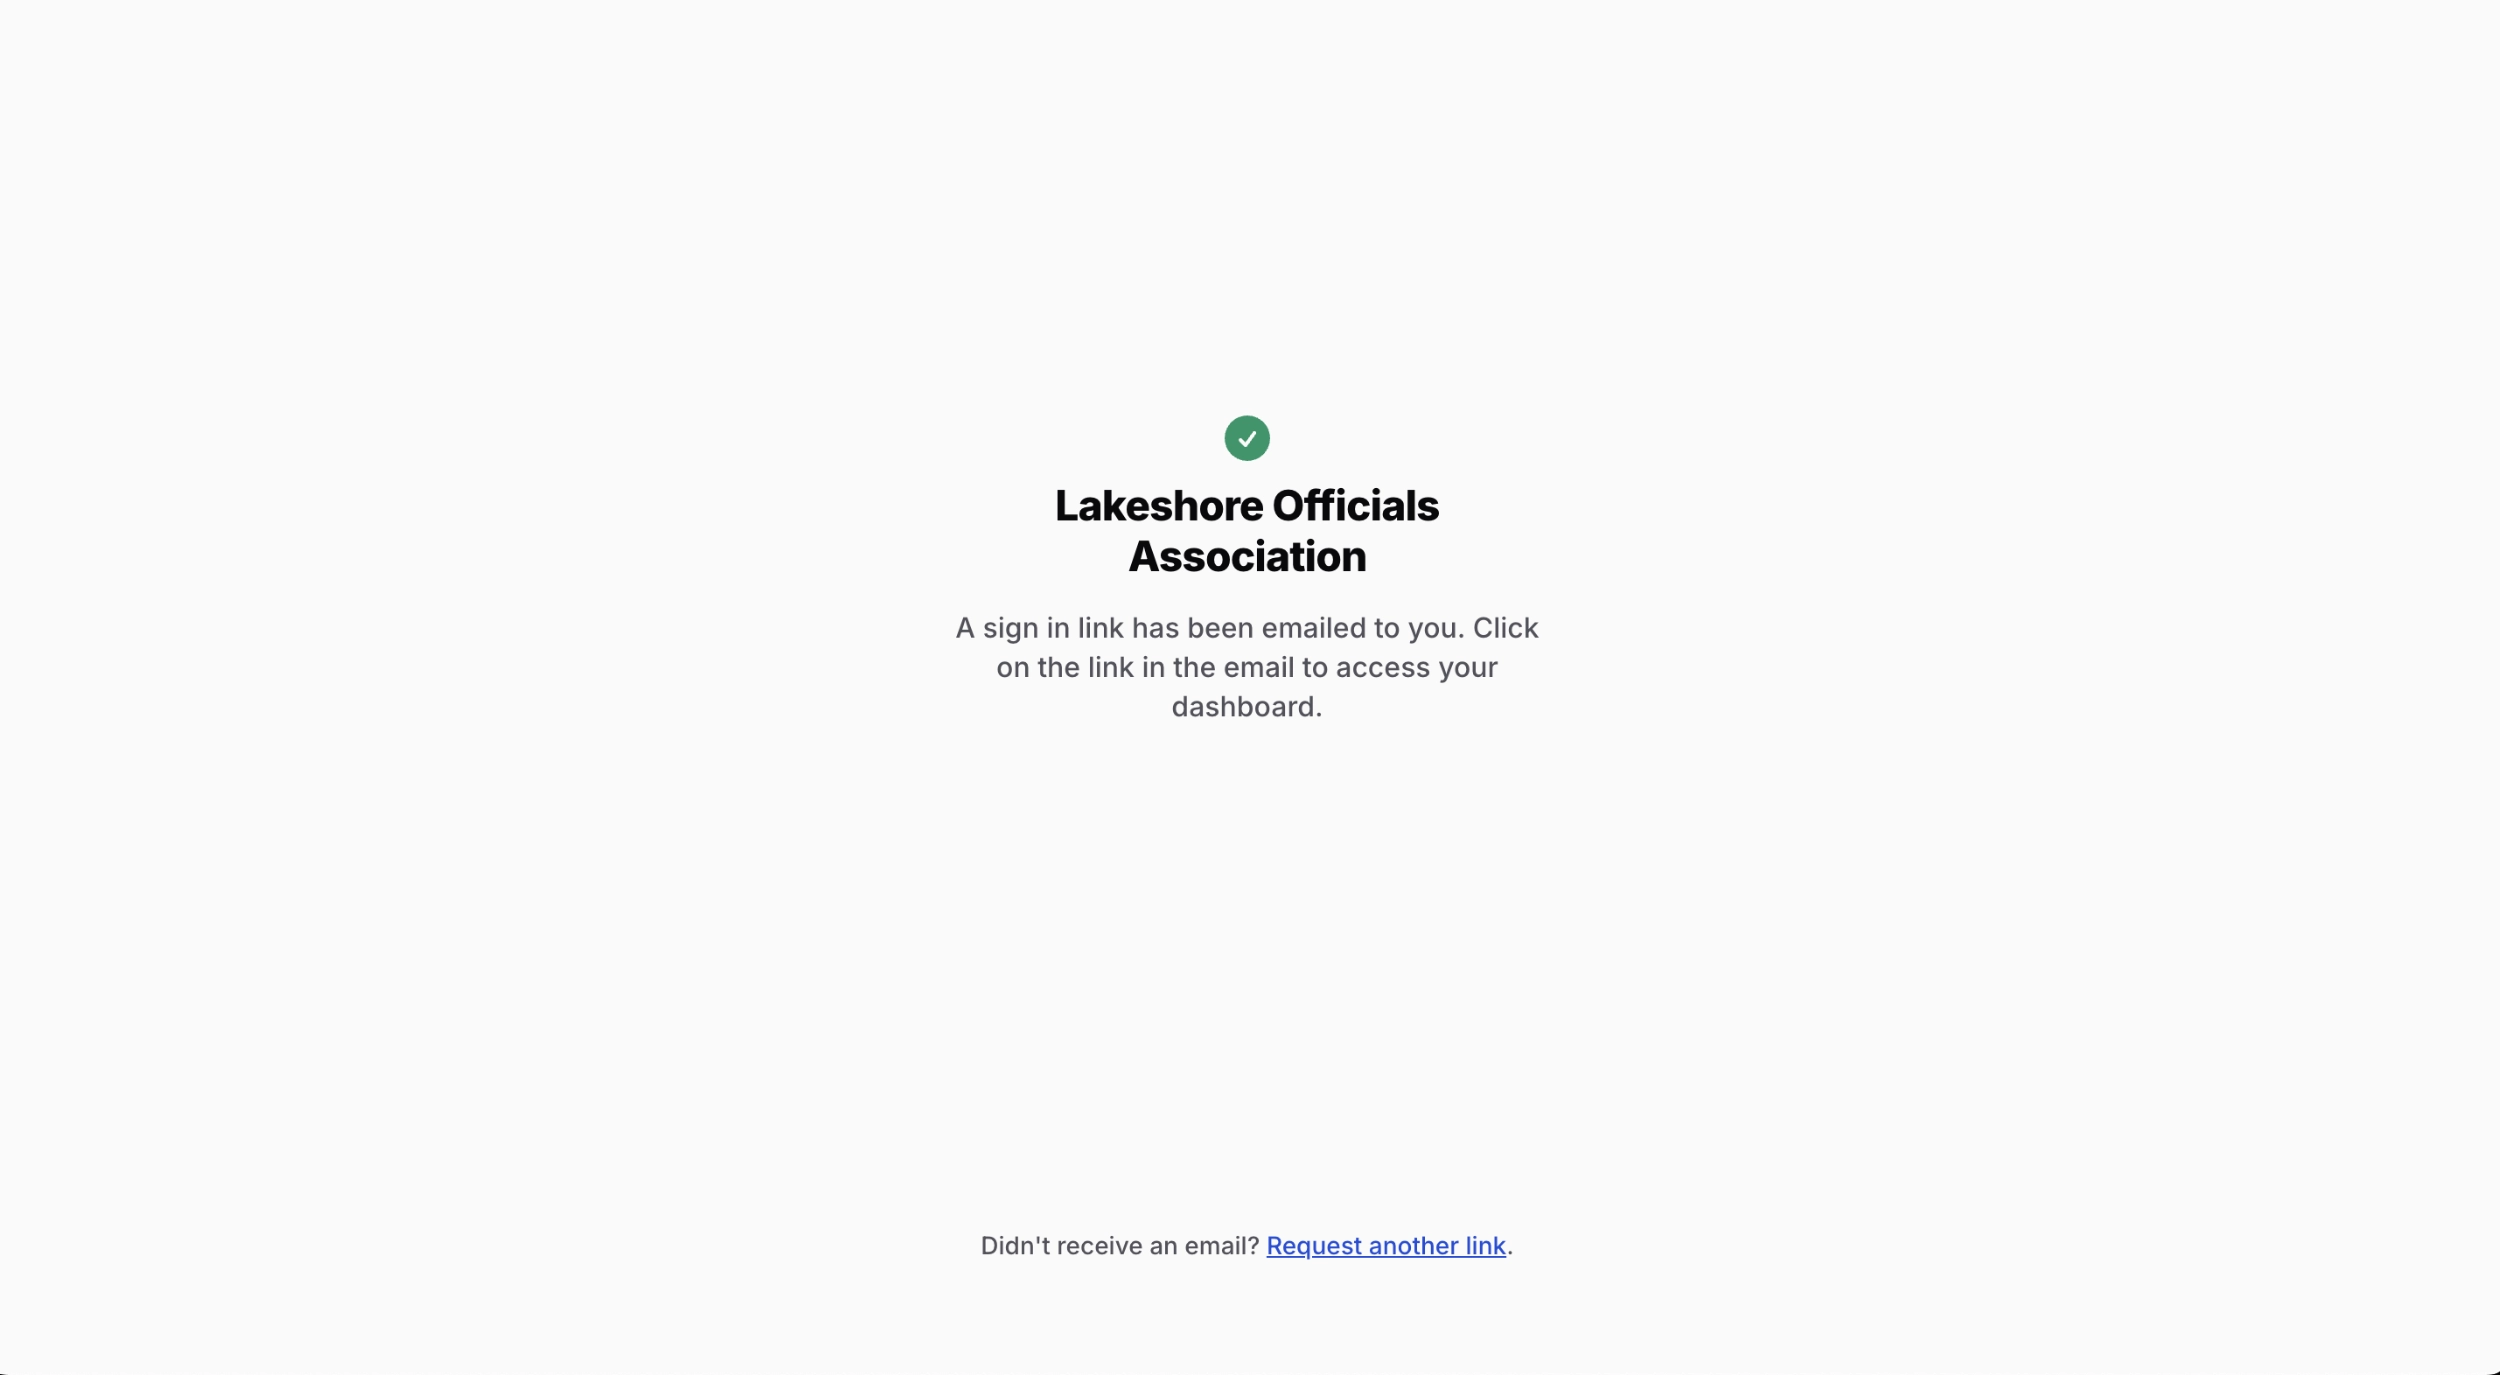 Lakeshore Officials
Association
A sign in link has been emailed to you. Click
on the link in the email to access your
dashboard.
Didn't receive an email? Request another link.